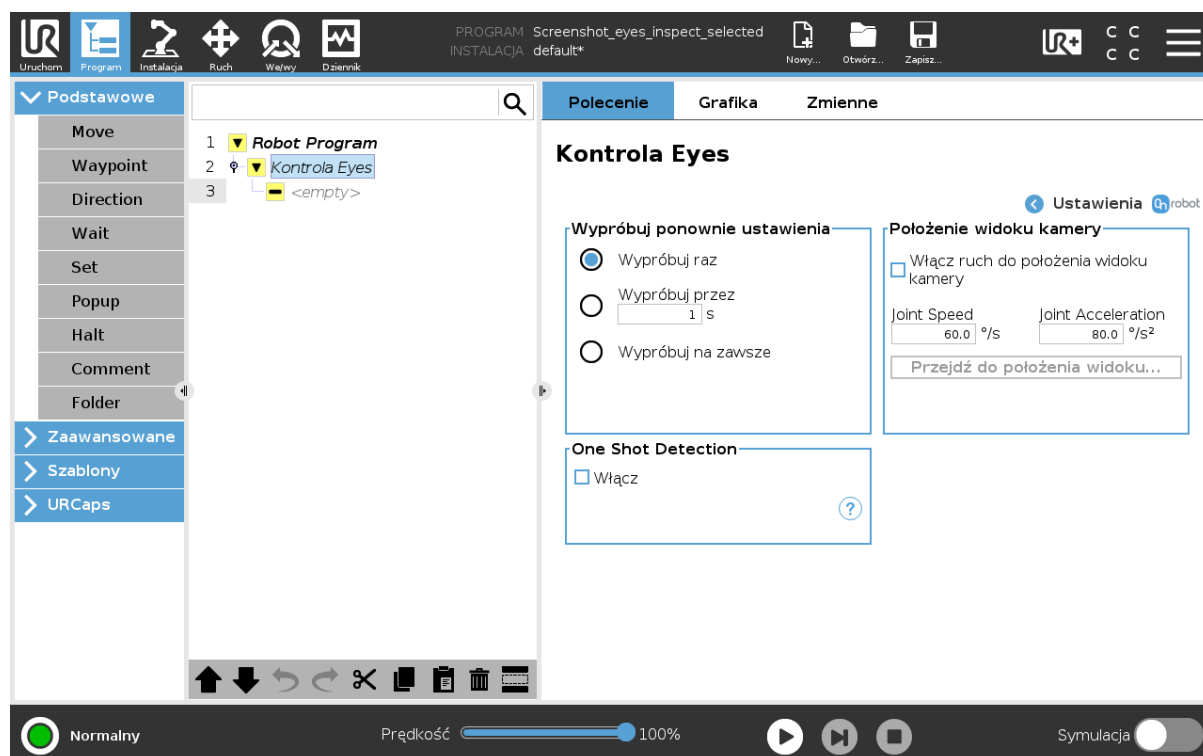 PROGRAM Screenshot_eyes_inspect_selected
INSTALACJA default*
Uruchom
Program
Instalacja
Ruch
We/wy
Dziennik
Nowy...
Otwórz...
Zapisz...
UR+
C C
C C
Podstawowe
Move
Waypoint
Direction
Wait
Set
Popup
Halt
Comment
Folder
Zaawansowane
Szablony
URCaps
1 Robot Program
2 Kontrola Eyes
3 <empty>
Polecenie
Grafika
Zmienne
Kontrola Eyes
Ustawienia
On robot
Wypróbuj ponownie ustawienia
Wypróbuj raz
Wypróbuj przez
1 s
Wypróbuj na zawsze
Położenie widoku kamery
Włącz ruch do położenia widoku
kamery
Joint Speed
60.0 °/s
Joint Acceleration
80.0 °/s²
Przejdź do położenia widoku...
One Shot Detection
Włącz
?
Normalny
Prędkość
100%
Symulacja